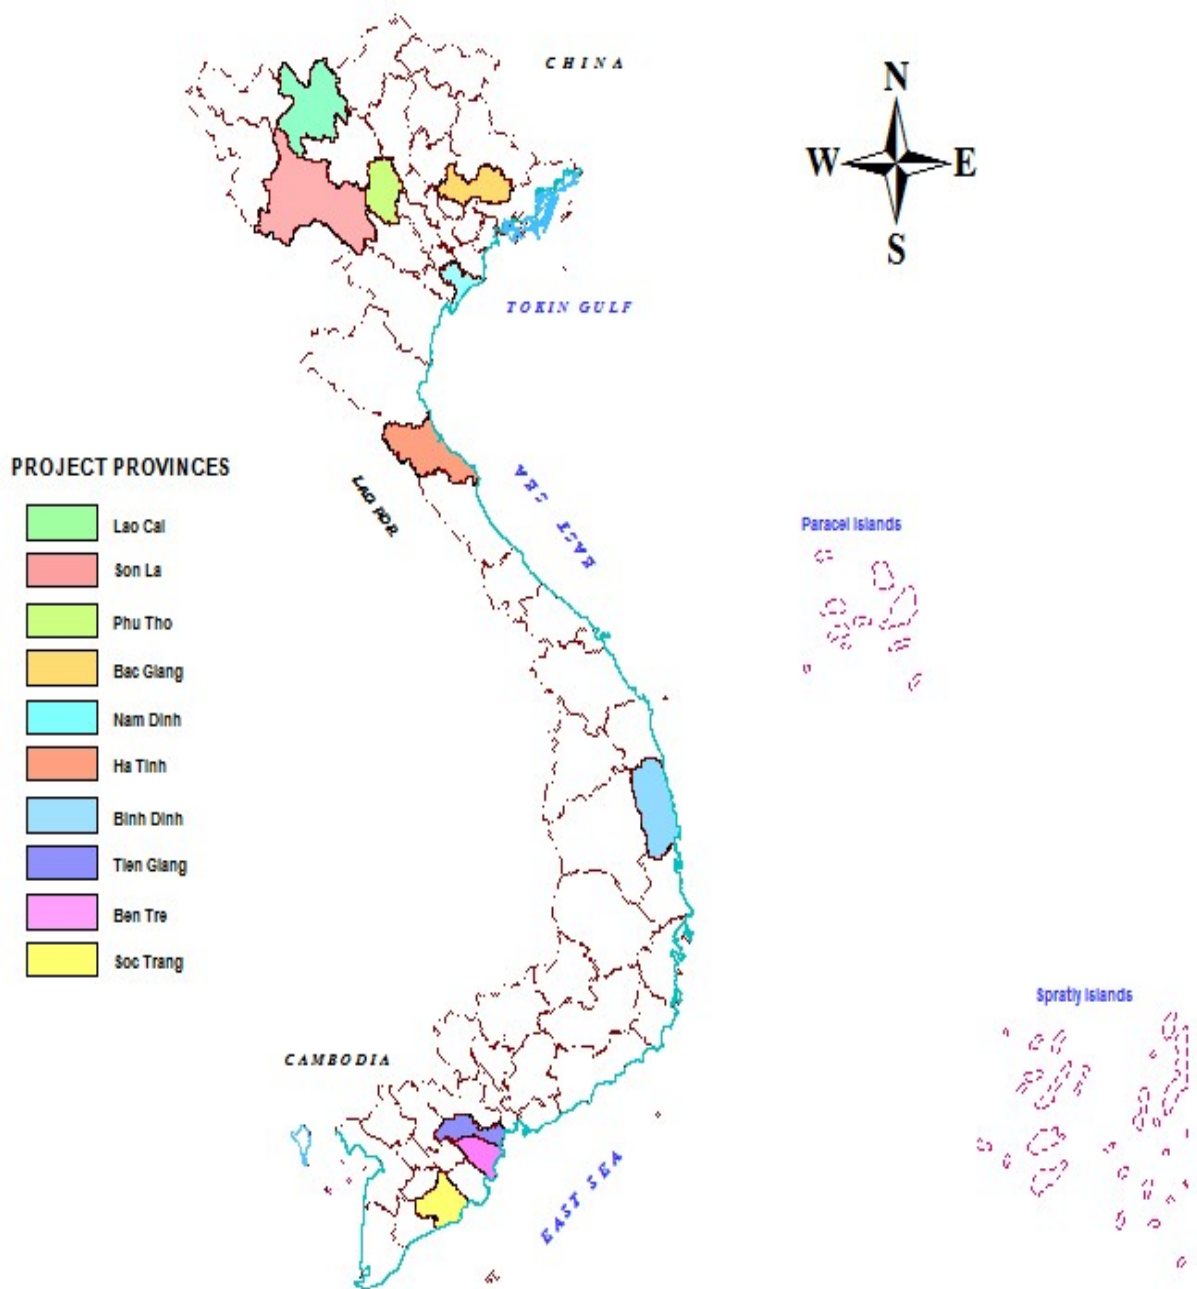 CHINA
N
W E
S
TOKIN GULF
PROJECT PROVINCES
Lao Cai
Son La
Phu Tho
Bac Giang
Nam Dinh
Ha Tinh
Binh Dinh
Tien Giang
Ben Tre
Soc Trang
LAO PDR
EAST SEA
Paracel Islands
Spratly Islands
CAMBODIA
EAST SEA